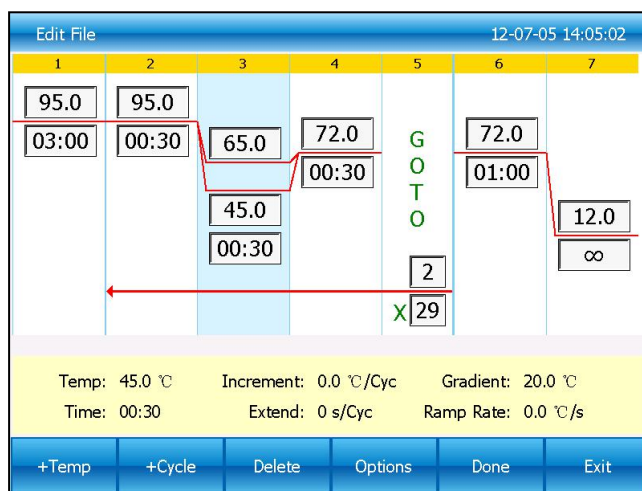 Edit File 12-07-05 14:05:02
1 2 3 4 5 6 7
95.0 95.0 65.0 72.0 72.0
03:00 00:30 00:30 01:00
GOTO
45.0 12.0
00:30 ∞
2
X 29
Temp: 45.0 ℃ Increment: 0.0 ℃/Cyc Gradient: 20.0 ℃
Time: 00:30 Extend: 0 s/Cyc Ramp Rate: 0.0 ℃/s
+Temp +Cycle Delete Options Done Exit